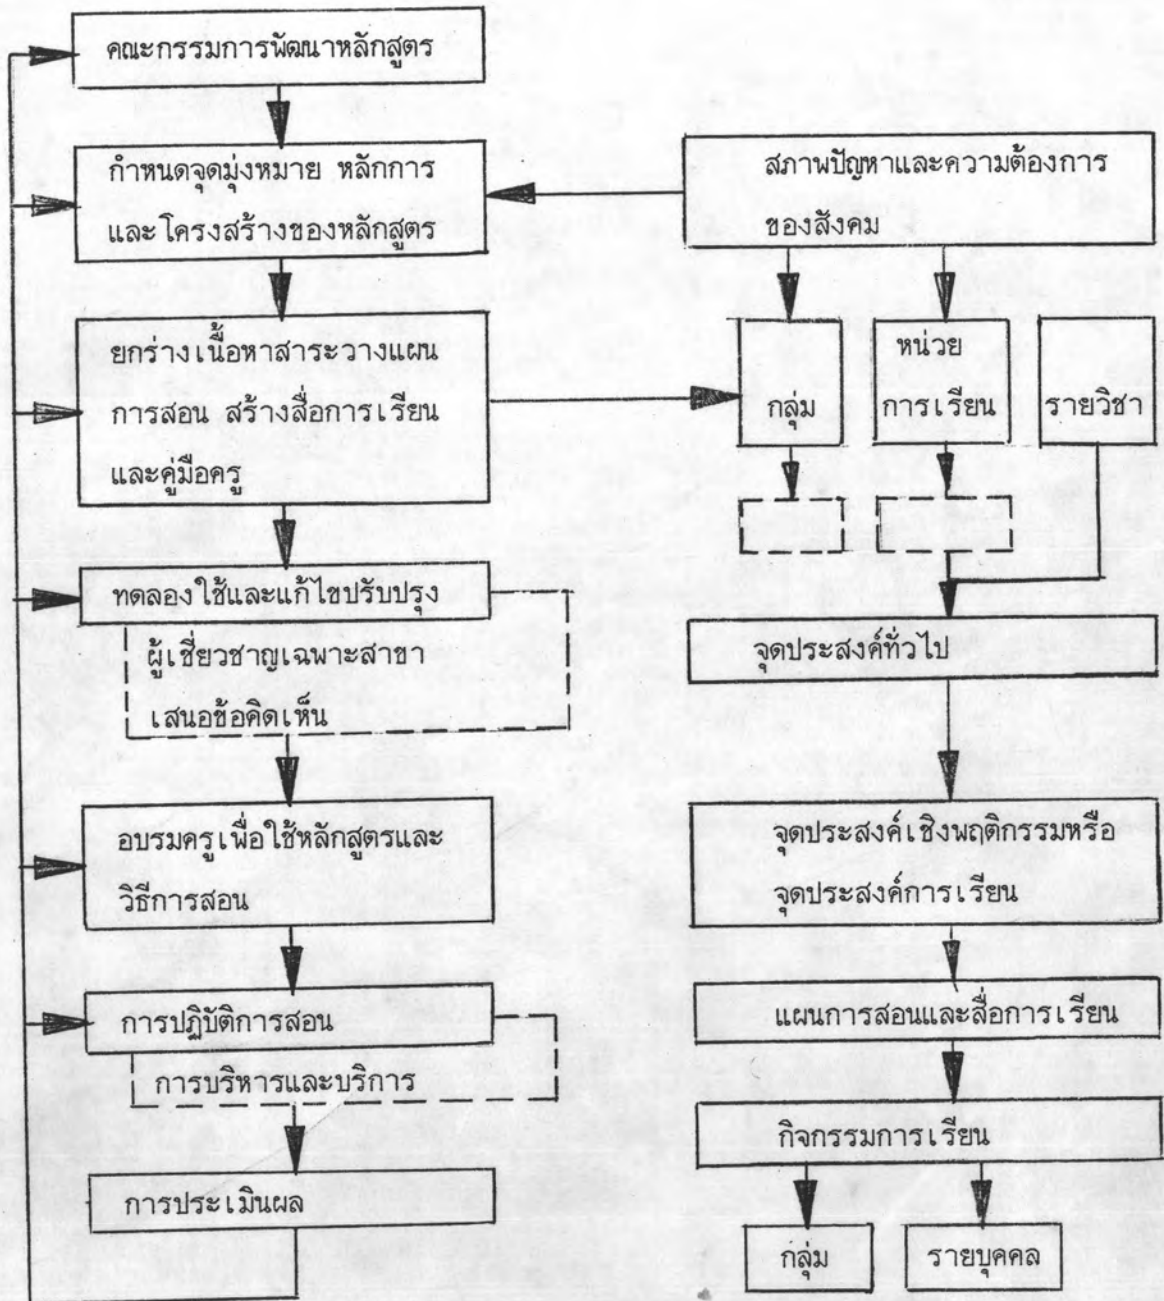 คณะกรรมการพัฒนาหลักสูตร
กำหนดจุดมุ่งหมาย หลักการ
และโครงสร้างของหลักสูตร
สภาพปัญหาและความต้องการ
ของสังคม
ยกร่างเนื้อหาสาระวางแผน
การสอน สร้างสื่อการเรียน
และคู่มือครู
กลุ่ม
หน่วย
การเรียน
รายวิชา
ทดลองใช้และแก้ไขปรับปรุง
ผู้เชี่ยวชาญเฉพาะสาขา
เสนอข้อคิดเห็น
จุดประสงค์ทั่วไป
อบรมครูเพื่อใช้หลักสูตรและ
วิธีการสอน
จุดประสงค์เชิงพฤติกรรมหรือ
จุดประสงค์การเรียน
การปฏิบัติการสอน
การบริหารและบริการ
แผนการสอนและสื่อการเรียน
กิจกรรมการเรียน
การประเมินผล
กลุ่ม
รายบุคคล